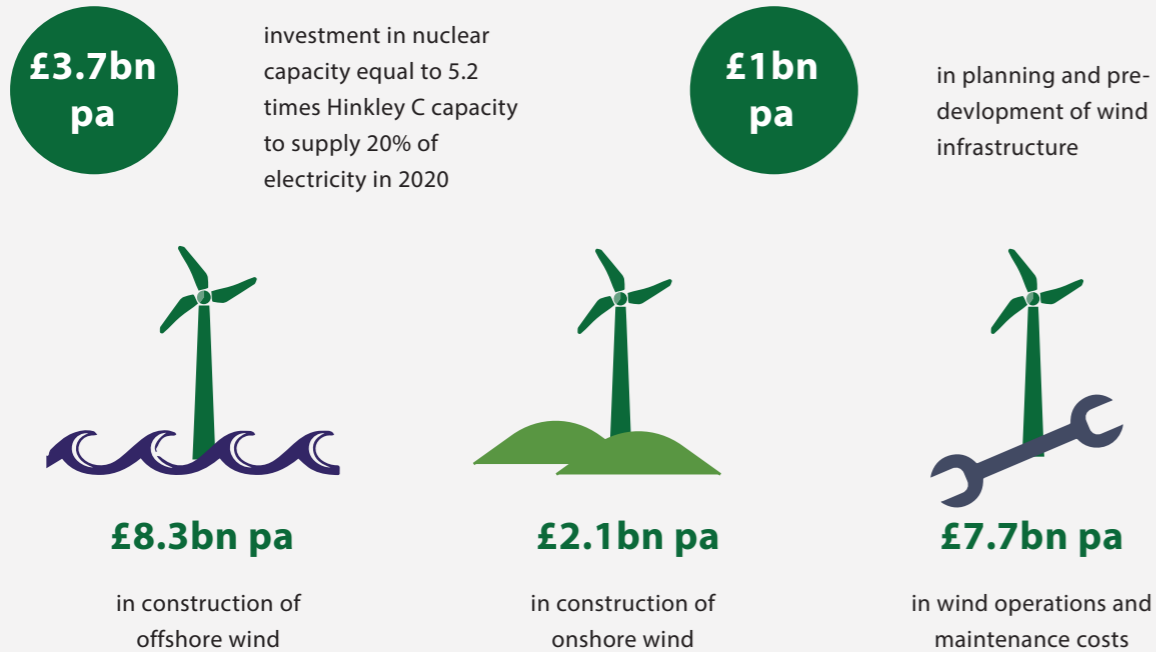 £3.7bn
pa
investment in nuclear
capacity equal to 5.2
times Hinkley C capacity
to supply 20% of
electricity in 2020
£1bn
pa
in planning and pre-
devlopment of wind
infrastructure
£8.3bn pa
in construction of
offshore wind
£2.1bn pa
in construction of
onshore wind
£7.7bn pa
in wind operations and
maintenance costs